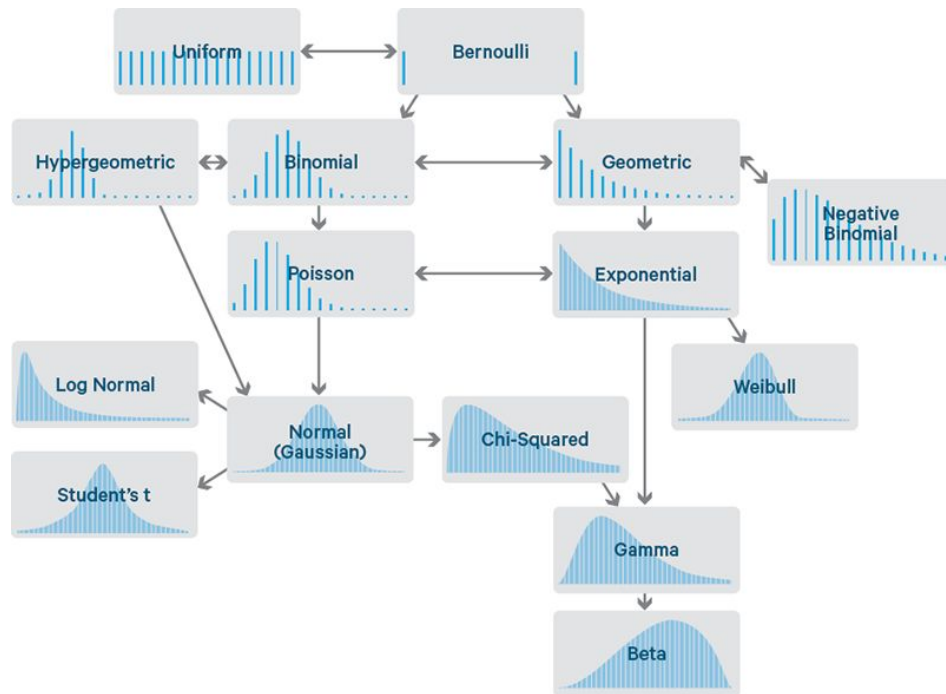 Uniform
Bernoulli
Hypergeometric
Binomial
Geometric
Negative
Binomial
Poisson
Exponential
Log Normal
Weibull
Normal
(Gaussian)
Chi-Squared
Student's t
Gamma
Beta